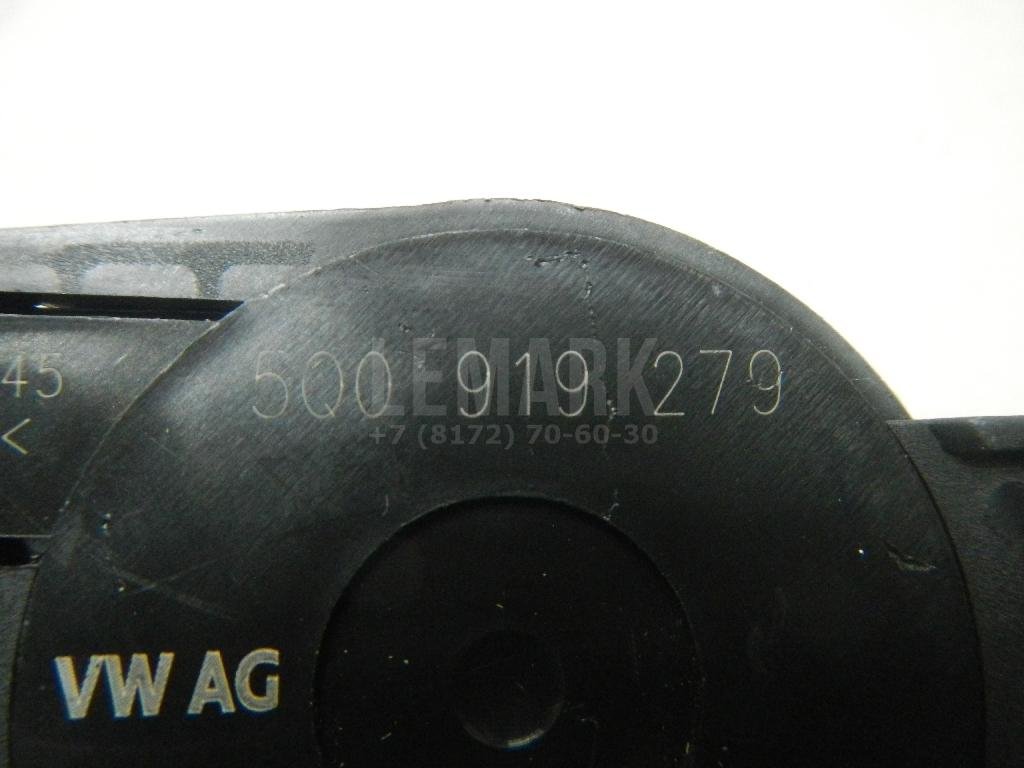 LEMARK
5Q0 919 279
45
+7 (8172) 70-60-30
<
VW AG